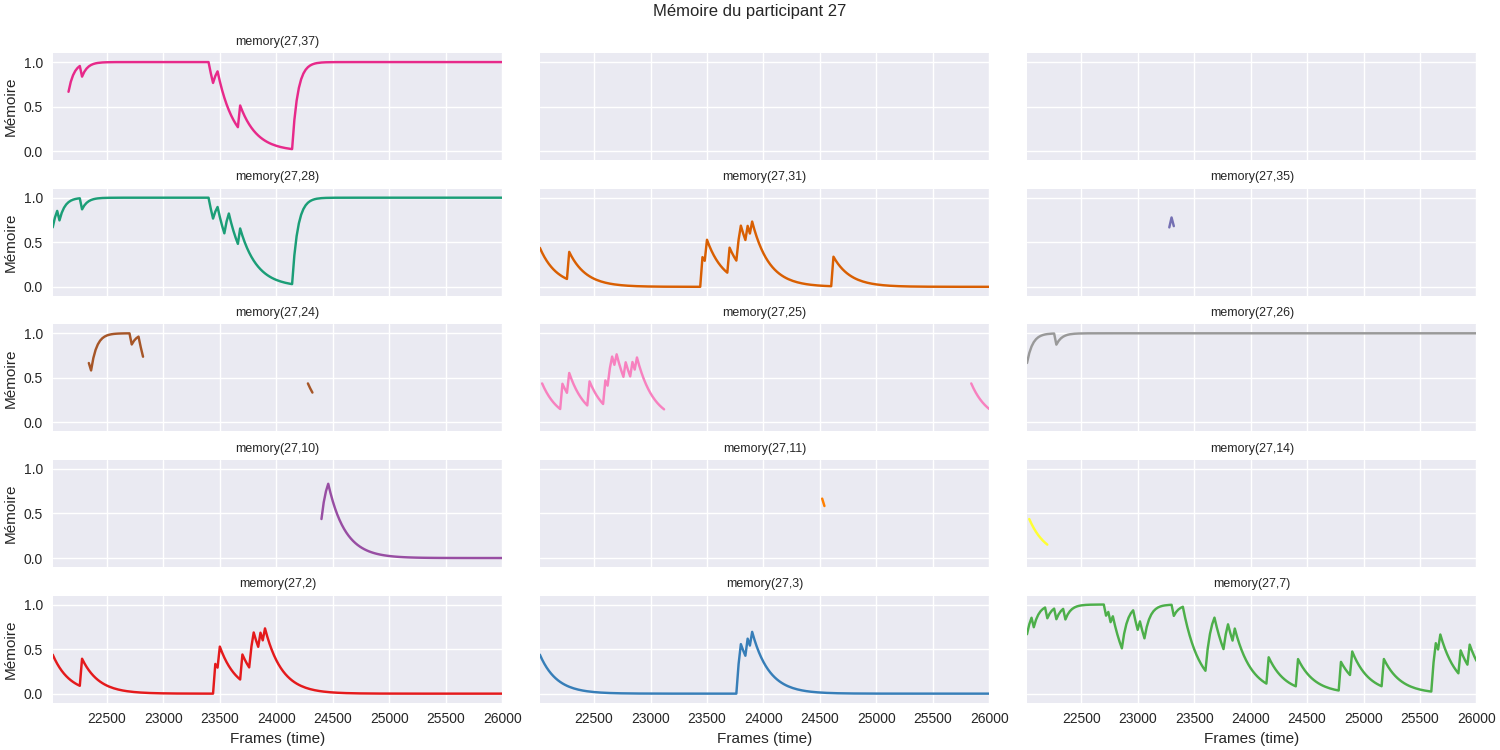 Mémoire du participant 27
memory(27,37)
Mémoire
1.0
0.5
0.0
memory(27,28) memory(27,31) memory(27,35)
Mémoire
1.0
0.5
0.0
memory(27,24) memory(27,25) memory(27,26)
Mémoire
1.0
0.5
0.0
memory(27,10) memory(27,11) memory(27,14)
Mémoire
1.0
0.5
0.0
memory(27,2) memory(27,3) memory(27,7)
Mémoire
1.0
0.5
0.0
22500 23000 23500 24000 24500 25000 25500 26000 22500 23000 23500 24000 24500 25000 25500 26000 22500 23000 23500 24000 24500 25000 25500 26000
Frames (time) Frames (time) Frames (time)